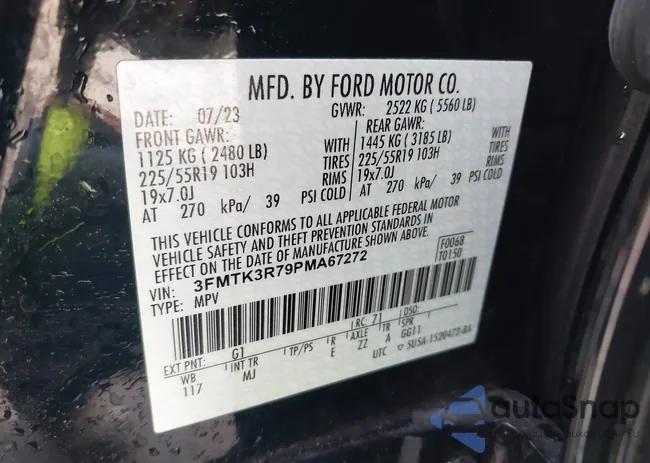 MFD. BY FORD MOTOR CO.
DATE: 07/23 GVWR: 2522 KG ( 5560 LB)
FRONT GAWR: REAR GAWR:
1125 KG ( 2480 LB) WITH 1445 KG ( 3185 LB) WITH
225/55R19 103H TIRES 225/55R19 103H TIRES
19x7.0J RIMS 19x7.0J RIMS
AT 270 kPa/ 39 PSI COLD AT 270 kPa/ 39 PSI COLD
THIS VEHICLE CONFORMS TO ALL APPLICABLE FEDERAL MOTOR
VEHICLE SAFETY AND THEFT PREVENTION STANDARDS IN
EFFECT ON THE DATE OF MANUFACTURE SHOWN ABOVE.
F0068
T0150
VIN: 3FMTK3R79PMA67272
TYPE: MPV
EXT PNT: G1 RC: 71 DSO:
WB INT TR TP/PS R AXLE TR SPR
117 MJ E ZZ A GG11
UTC 5U5A-1520472-BA
autoSnap